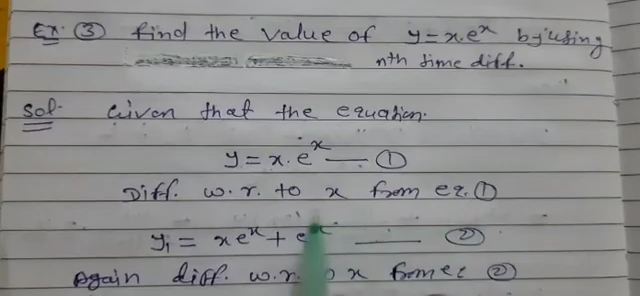 Ex. ③ find the value of y = x.e^x by using
nth time diff.
Sol. Given that the equation.
y = x.e^x — ①
Diff. w.r. to x from eq. ①
y₁ = xe^x + e^x — ②
Again diff. w.r. to x from eq ②